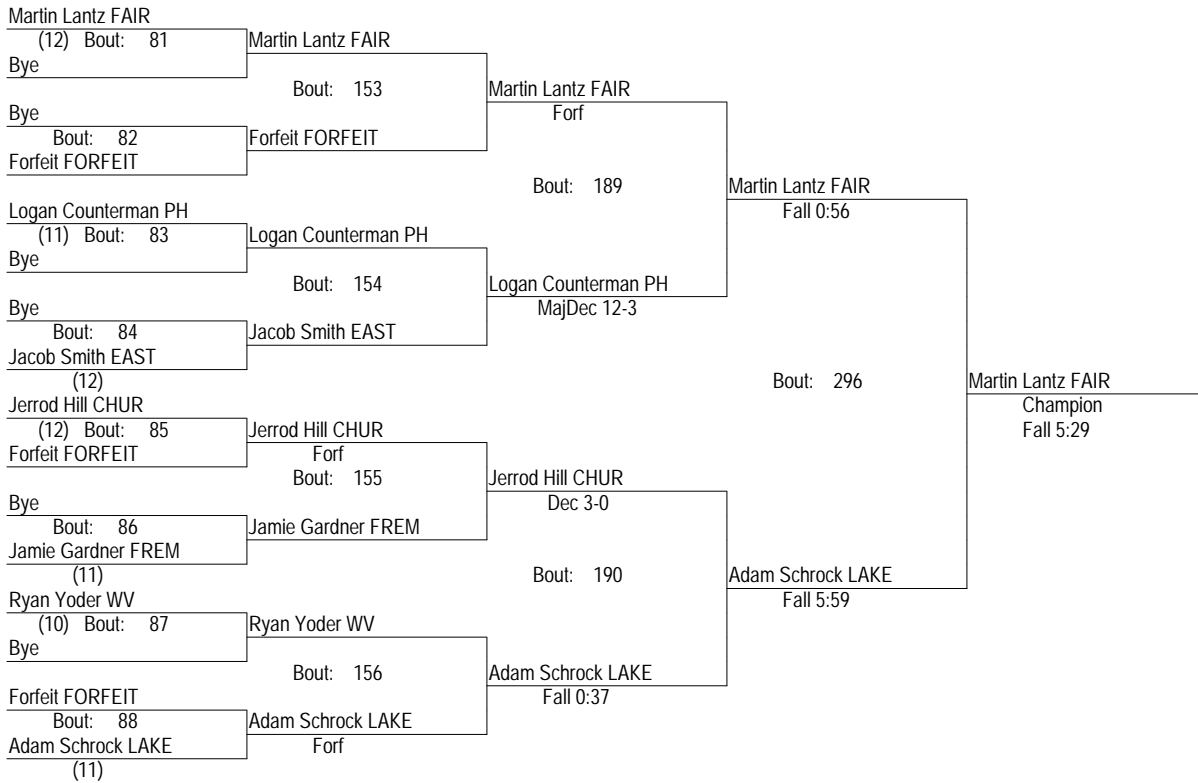 Martin Lantz FAIR
(12) Bout: 81
Bye
Bye
Bout: 82
Forfeit FORFEIT
Logan Counterman PH
(11) Bout: 83
Bye
Bye
Bout: 84
Jacob Smith EAST
(12)
Jerrod Hill CHUR
(12) Bout: 85
Forfeit FORFEIT
Bye
Bout: 86
Jamie Gardner FREM
(11)
Ryan Yoder WV
(10) Bout: 87
Bye
Forfeit FORFEIT
Bout: 88
Adam Schrock LAKE
(11)
Martin Lantz FAIR
Bout: 153
Forfeit FORFEIT
Logan Counterman PH
Bout: 154
Jacob Smith EAST
Jerrod Hill CHUR
Forf
Bout: 155
Jamie Gardner FREM
Ryan Yoder WV
Bout: 156
Adam Schrock LAKE
Forf
Martin Lantz FAIR
Forf
Bout: 189
Logan Counterman PH
MajDec 12-3
Jerrod Hill CHUR
Dec 3-0
Bout: 190
Adam Schrock LAKE
Fall 0:37
Martin Lantz FAIR
Fall 0:56
Bout: 296
Adam Schrock LAKE
Fall 5:59
Martin Lantz FAIR
Champion
Fall 5:29